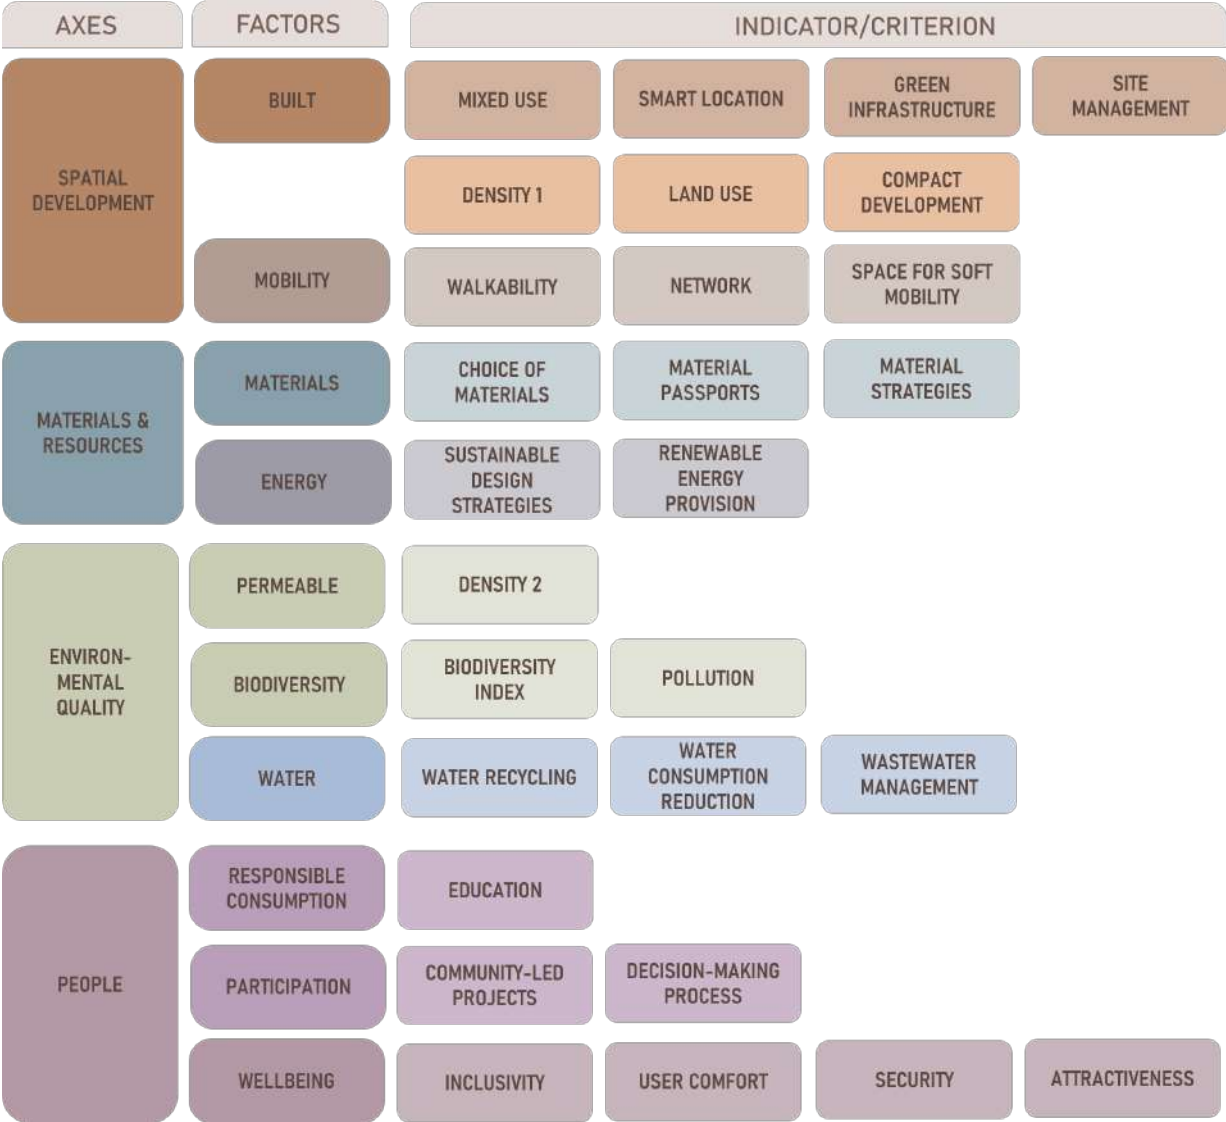 AXES
FACTORS
INDICATOR/CRITERION
SPATIAL
DEVELOPMENT
BUILT
MIXED USE
SMART LOCATION
GREEN
INFRASTRUCTURE
SITE
MANAGEMENT
DENSITY 1
LAND USE
COMPACT
DEVELOPMENT
MOBILITY
WALKABILITY
NETWORK
SPACE FOR SOFT
MOBILITY
MATERIALS &
RESOURCES
MATERIALS
CHOICE OF
MATERIALS
MATERIAL
PASSPORTS
MATERIAL
STRATEGIES
ENERGY
SUSTAINABLE
DESIGN
STRATEGIES
RENEWABLE
ENERGY
PROVISION
ENVIRON-
MENTAL
QUALITY
PERMEABLE
DENSITY 2
BIODIVERSITY
BIODIVERSITY
INDEX
POLLUTION
WATER
WATER RECYCLING
WATER
CONSUMPTION
REDUCTION
WASTEWATER
MANAGEMENT
PEOPLE
RESPONSIBLE
CONSUMPTION
EDUCATION
PARTICIPATION
COMMUNITY-LED
PROJECTS
DECISION-MAKING
PROCESS
WELLBEING
INCLUSIVITY
USER COMFORT
SECURITY
ATTRACTIVENESS